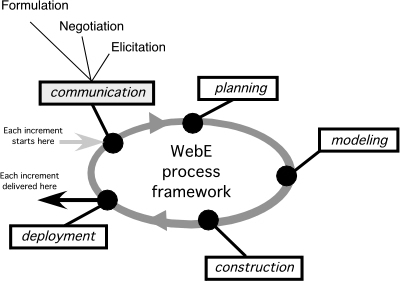 Formulation
Negotiation
Elicitation
communication
planning
Each increment
starts here
modeling
WebE
process
framework
Each increment
delivered here
deployment
construction